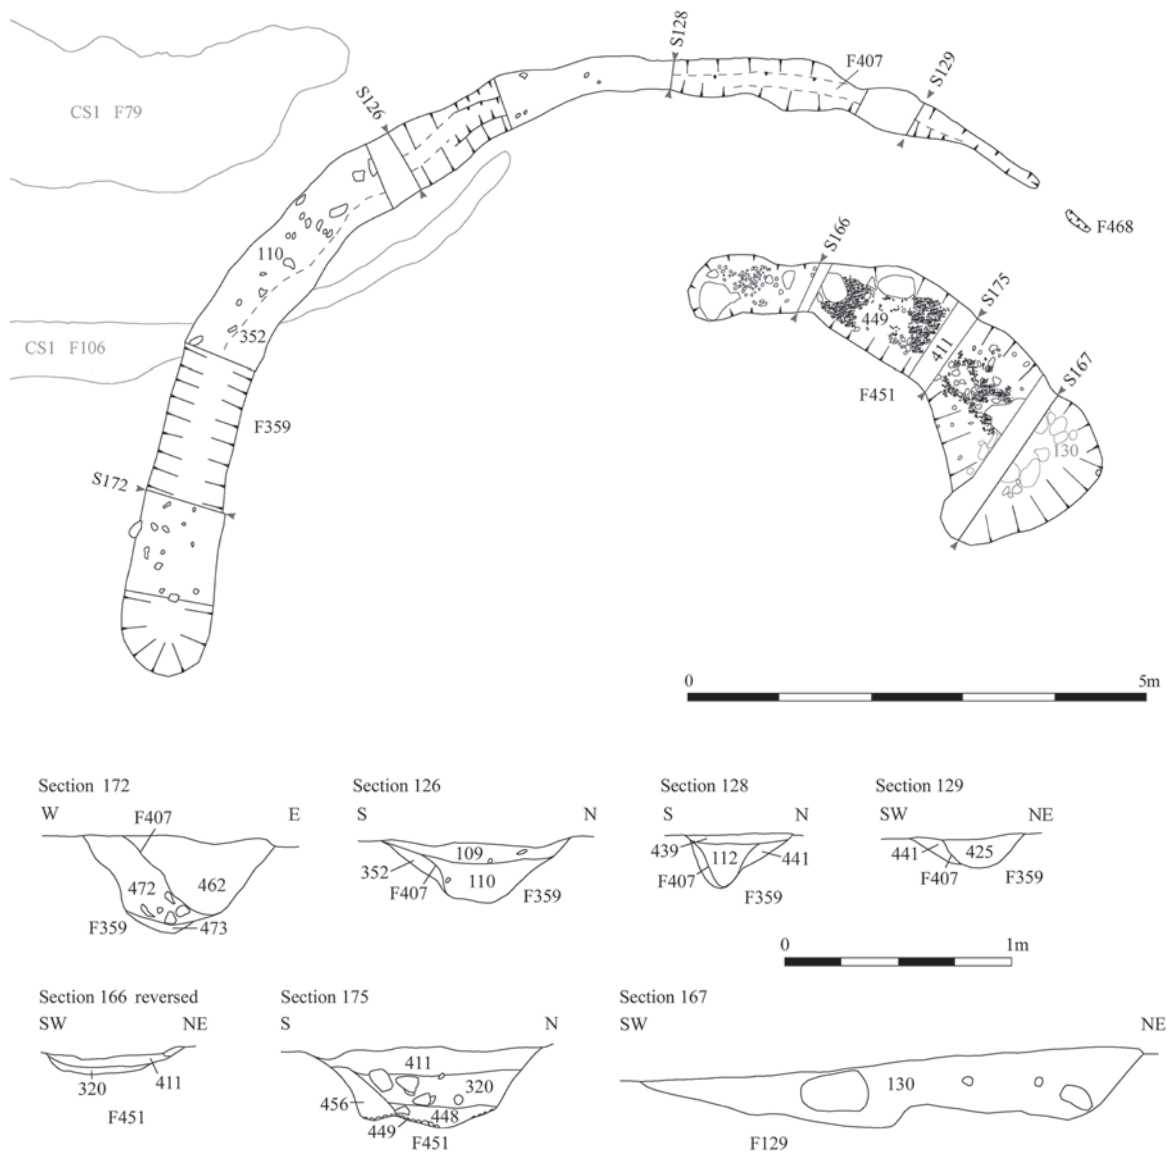 S128
F407
S129
CS1 F79
S126
F468
110
S166
S175
449
352
411
CS1 F106
S167
F451
F359
130
S172
0 5m
Section 172
W E
F407
472 462
F359 473
Section 126
S N
109
352 110
F407 F359
Section 128
S N
439 112 441
F407
F359
Section 129
SW NE
441 425
F407 F359
0 1m
Section 166 reversed
SW NE
320 411
F451
Section 175
S N
411
320
456 448
449 F451
Section 167
SW NE
130
F129